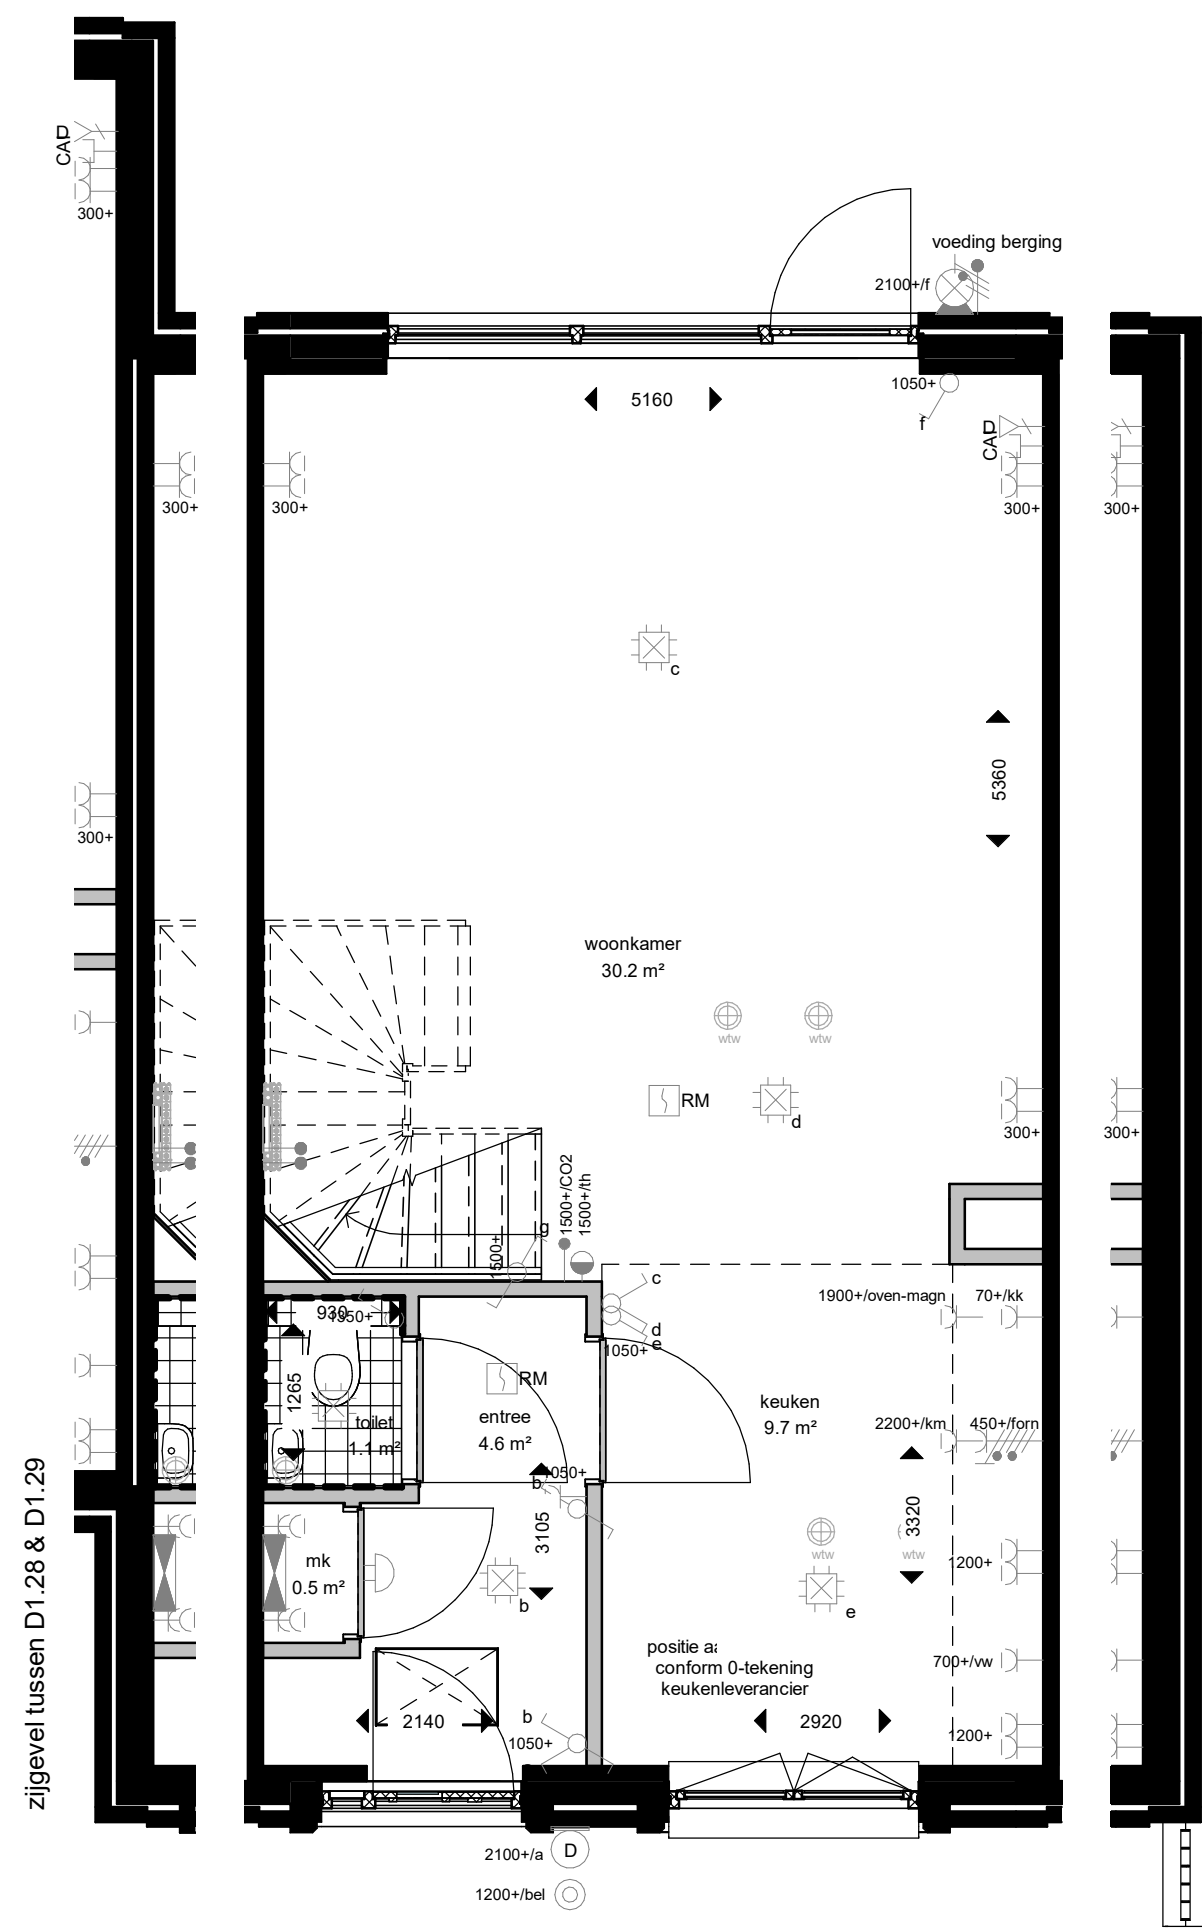 CAI
300+
voeding berging
2100+/f
5160
1050+
f
CAI
300+
300+
300+
300+
c
5360
300+
woonkamer
30.2 m²
wtw
wtw
RM
d
300+
300+
1500+/CO2
1500+/th
g
1500+
c
1900+/oven-magn
70+/kk
930
1350+
d
e
1050+
RM
1265
keuken
9.7 m²
toilet
1.1 m²
entree
4.6 m²
2200+/km
450+/forn
b
1050+
3105
3320
wtw
wtw
1200+
mk
0.5 m²
b
e
positie aa
conform 0-tekening
keukenleverancier
700+/vw
2140
b
1050+
2920
1200+
zijgevel tussen D1.28 & D1.29
2100+/a
D
1200+/bel